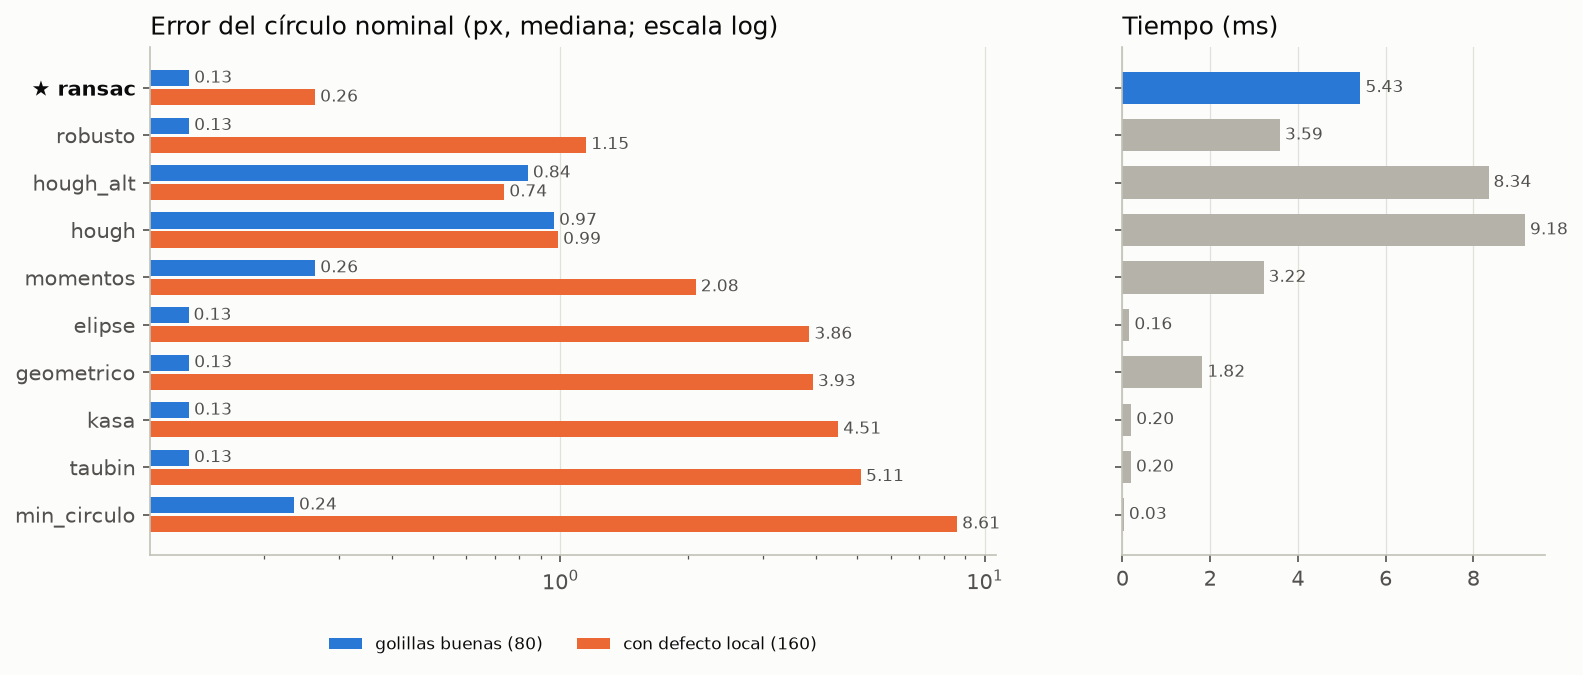 Error del círculo nominal (px, mediana; escala log)
★ ransac
0.13
0.26
robusto
0.13
1.15
hough_alt
0.84
0.74
hough
0.97
0.99
momentos
0.26
2.08
elipse
0.13
3.86
geometrico
0.13
3.93
kasa
0.13
4.51
taubin
0.13
5.11
min_circulo
0.24
8.61
10⁰
10¹
golillas buenas (80)
con defecto local (160)
Tiempo (ms)
5.43
3.59
8.34
9.18
3.22
0.16
1.82
0.20
0.20
0.03
0
2
4
6
8